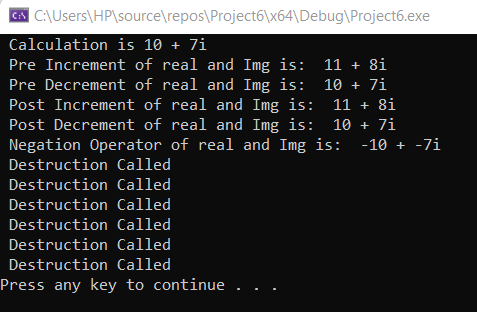 C:\Users\HP\source\repos\Project6\x64\Debug\Project6.exe
Calculation is 10 + 7i
Pre Increment of real and Img is:  11 + 8i
Pre Decrement of real and Img is:  10 + 7i
Post Increment of real and Img is:  11 + 8i
Post Decrement of real and Img is:  10 + 7i
Negation Operator of real and Img is:  -10 + -7i
Destruction Called
Destruction Called
Destruction Called
Destruction Called
Destruction Called
Destruction Called
Press any key to continue . . .